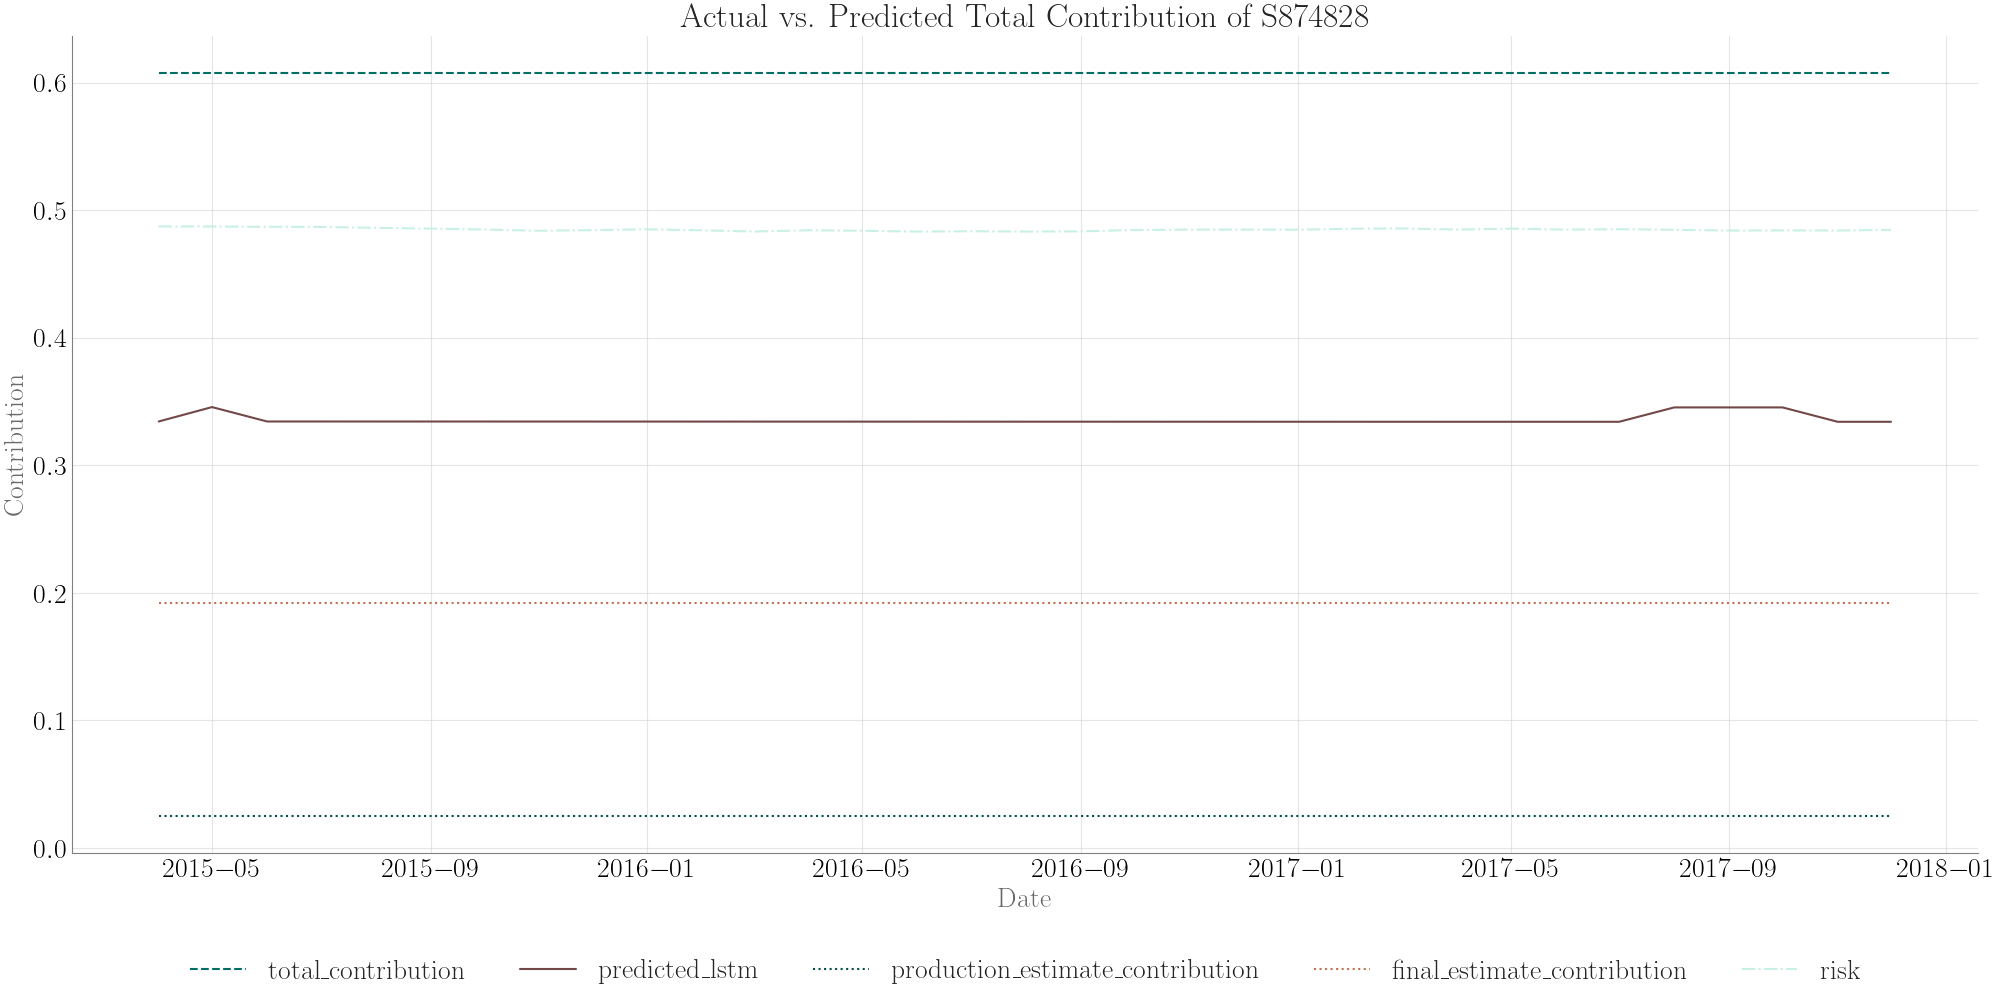 Actual vs. Predicted Total Contribution of S874828
Contribution
0.6
0.5
0.4
0.3
0.2
0.1
0.0
2015–05 2015–09 2016–01 2016–05 2016–09 2017–01 2017–05 2017–09 2018–01
Date
total_contribution predicted_lstm production_estimate_contribution final_estimate_contribution risk